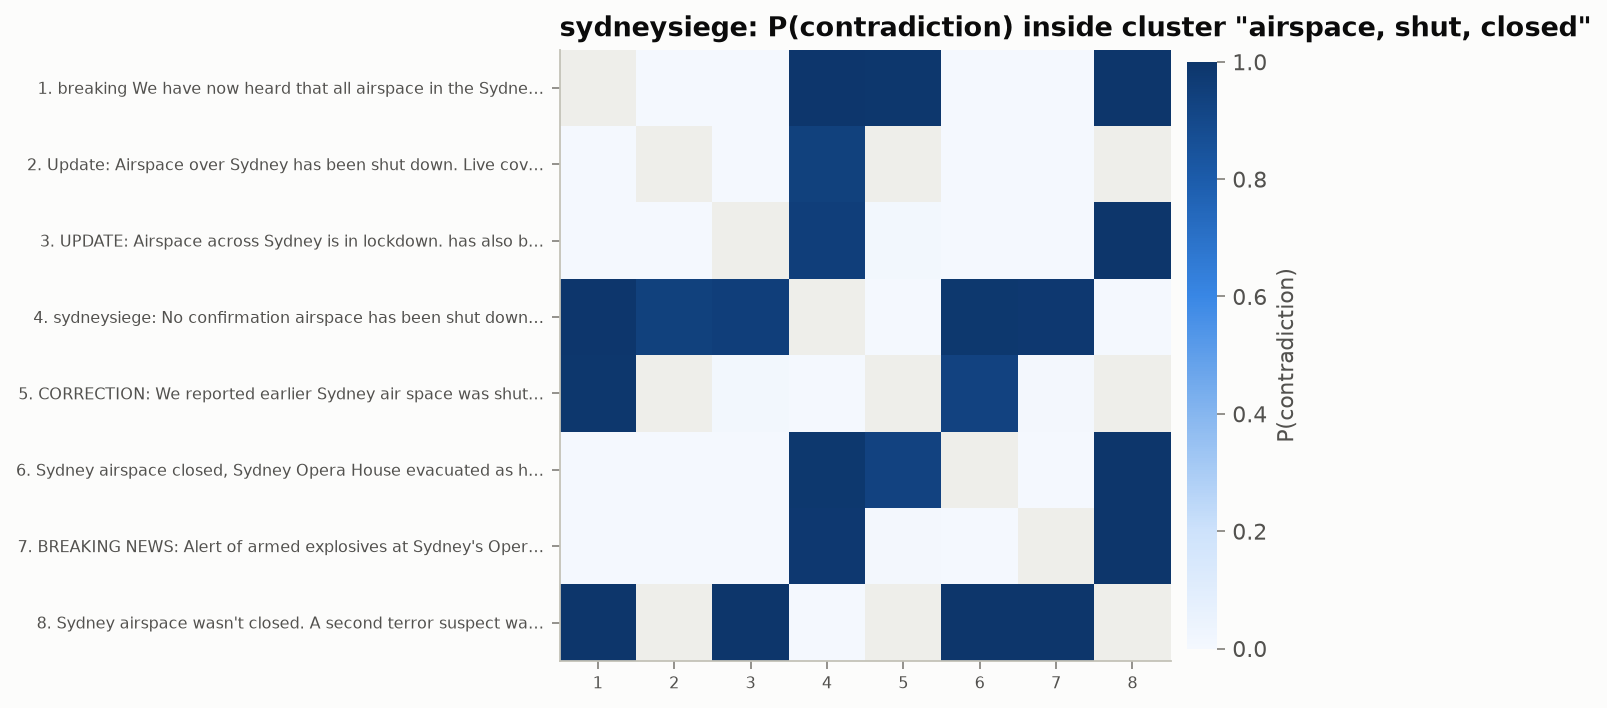 sydneysiege: P(contradiction) inside cluster "airspace, shut, closed"
1. breaking We have now heard that all airspace in the Sydne...
2. Update: Airspace over Sydney has been shut down. Live cov...
3. UPDATE: Airspace across Sydney is in lockdown. has also b...
4. sydneysiege: No confirmation airspace has been shut down...
5. CORRECTION: We reported earlier Sydney air space was shut...
6. Sydney airspace closed, Sydney Opera House evacuated as h...
7. BREAKING NEWS: Alert of armed explosives at Sydney's Oper...
8. Sydney airspace wasn't closed. A second terror suspect wa...
1 2 3 4 5 6 7 8
1.0
0.8
0.6
0.4
0.2
0.0
P(contradiction)